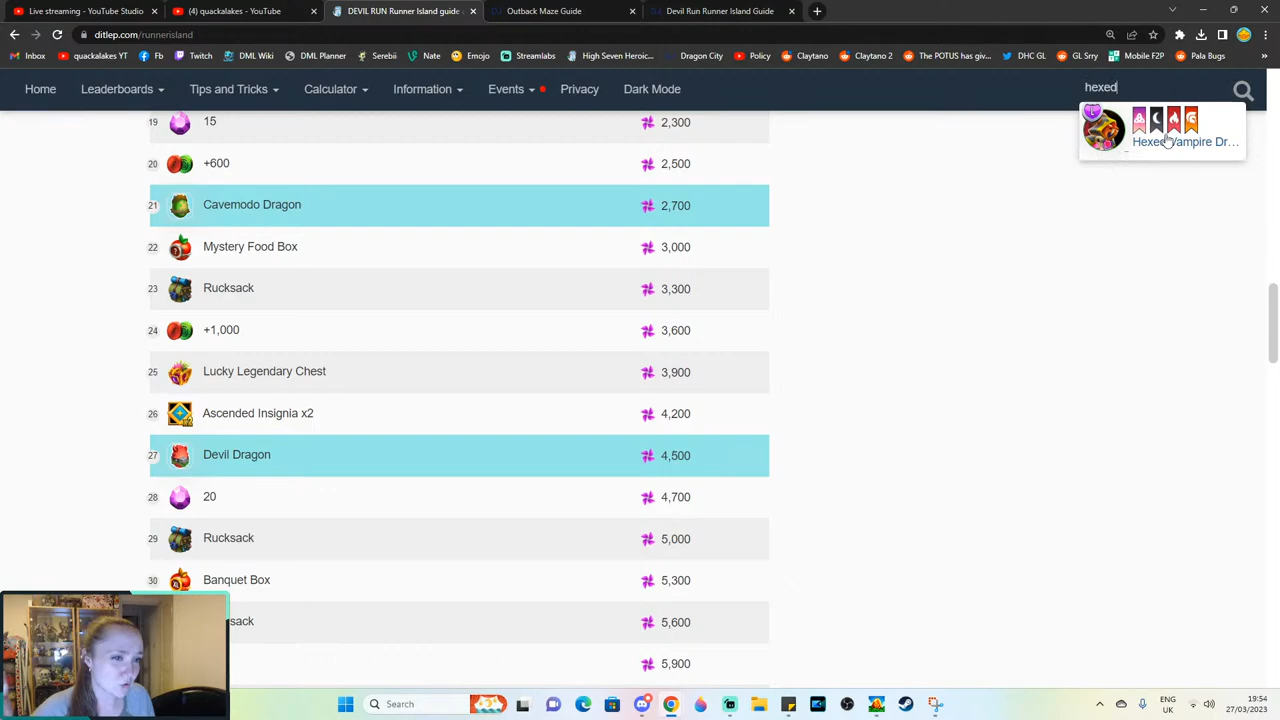 Live streaming - YouTube Studio
(4) quackalakes - YouTube
DEVIL RUN Runner Island guide -
Outback Maze Guide
Devil Run Runner Island Guide
ditlep.com/runnerisland
Inbox
quackalakes YT
Fb
Twitch
DML Wiki
DML Planner
Serebii
Nate
Emojo
Streamlabs
High Seven Heroic...
Dragon City
Policy
Claytano
Claytano 2
The POTUS has giv...
DHC GL
GL Srry
Mobile F2P
Pala Bugs
Home
Leaderboards
Tips and Tricks
Calculator
Information
Events
Privacy
Dark Mode
hexed
L
Hexed Vampire Dr...
19 15 2,300
20 +600 2,500
21 Cavemodo Dragon 2,700
22 Mystery Food Box 3,000
23 Rucksack 3,300
24 +1,000 3,600
25 Lucky Legendary Chest 3,900
26 Ascended Insignia x2 4,200
27 Devil Dragon 4,500
28 20 4,700
29 Rucksack 5,000
30 Banquet Box 5,300
sack 5,600
5,900
Search
ENG
UK
19:54
27/03/2023